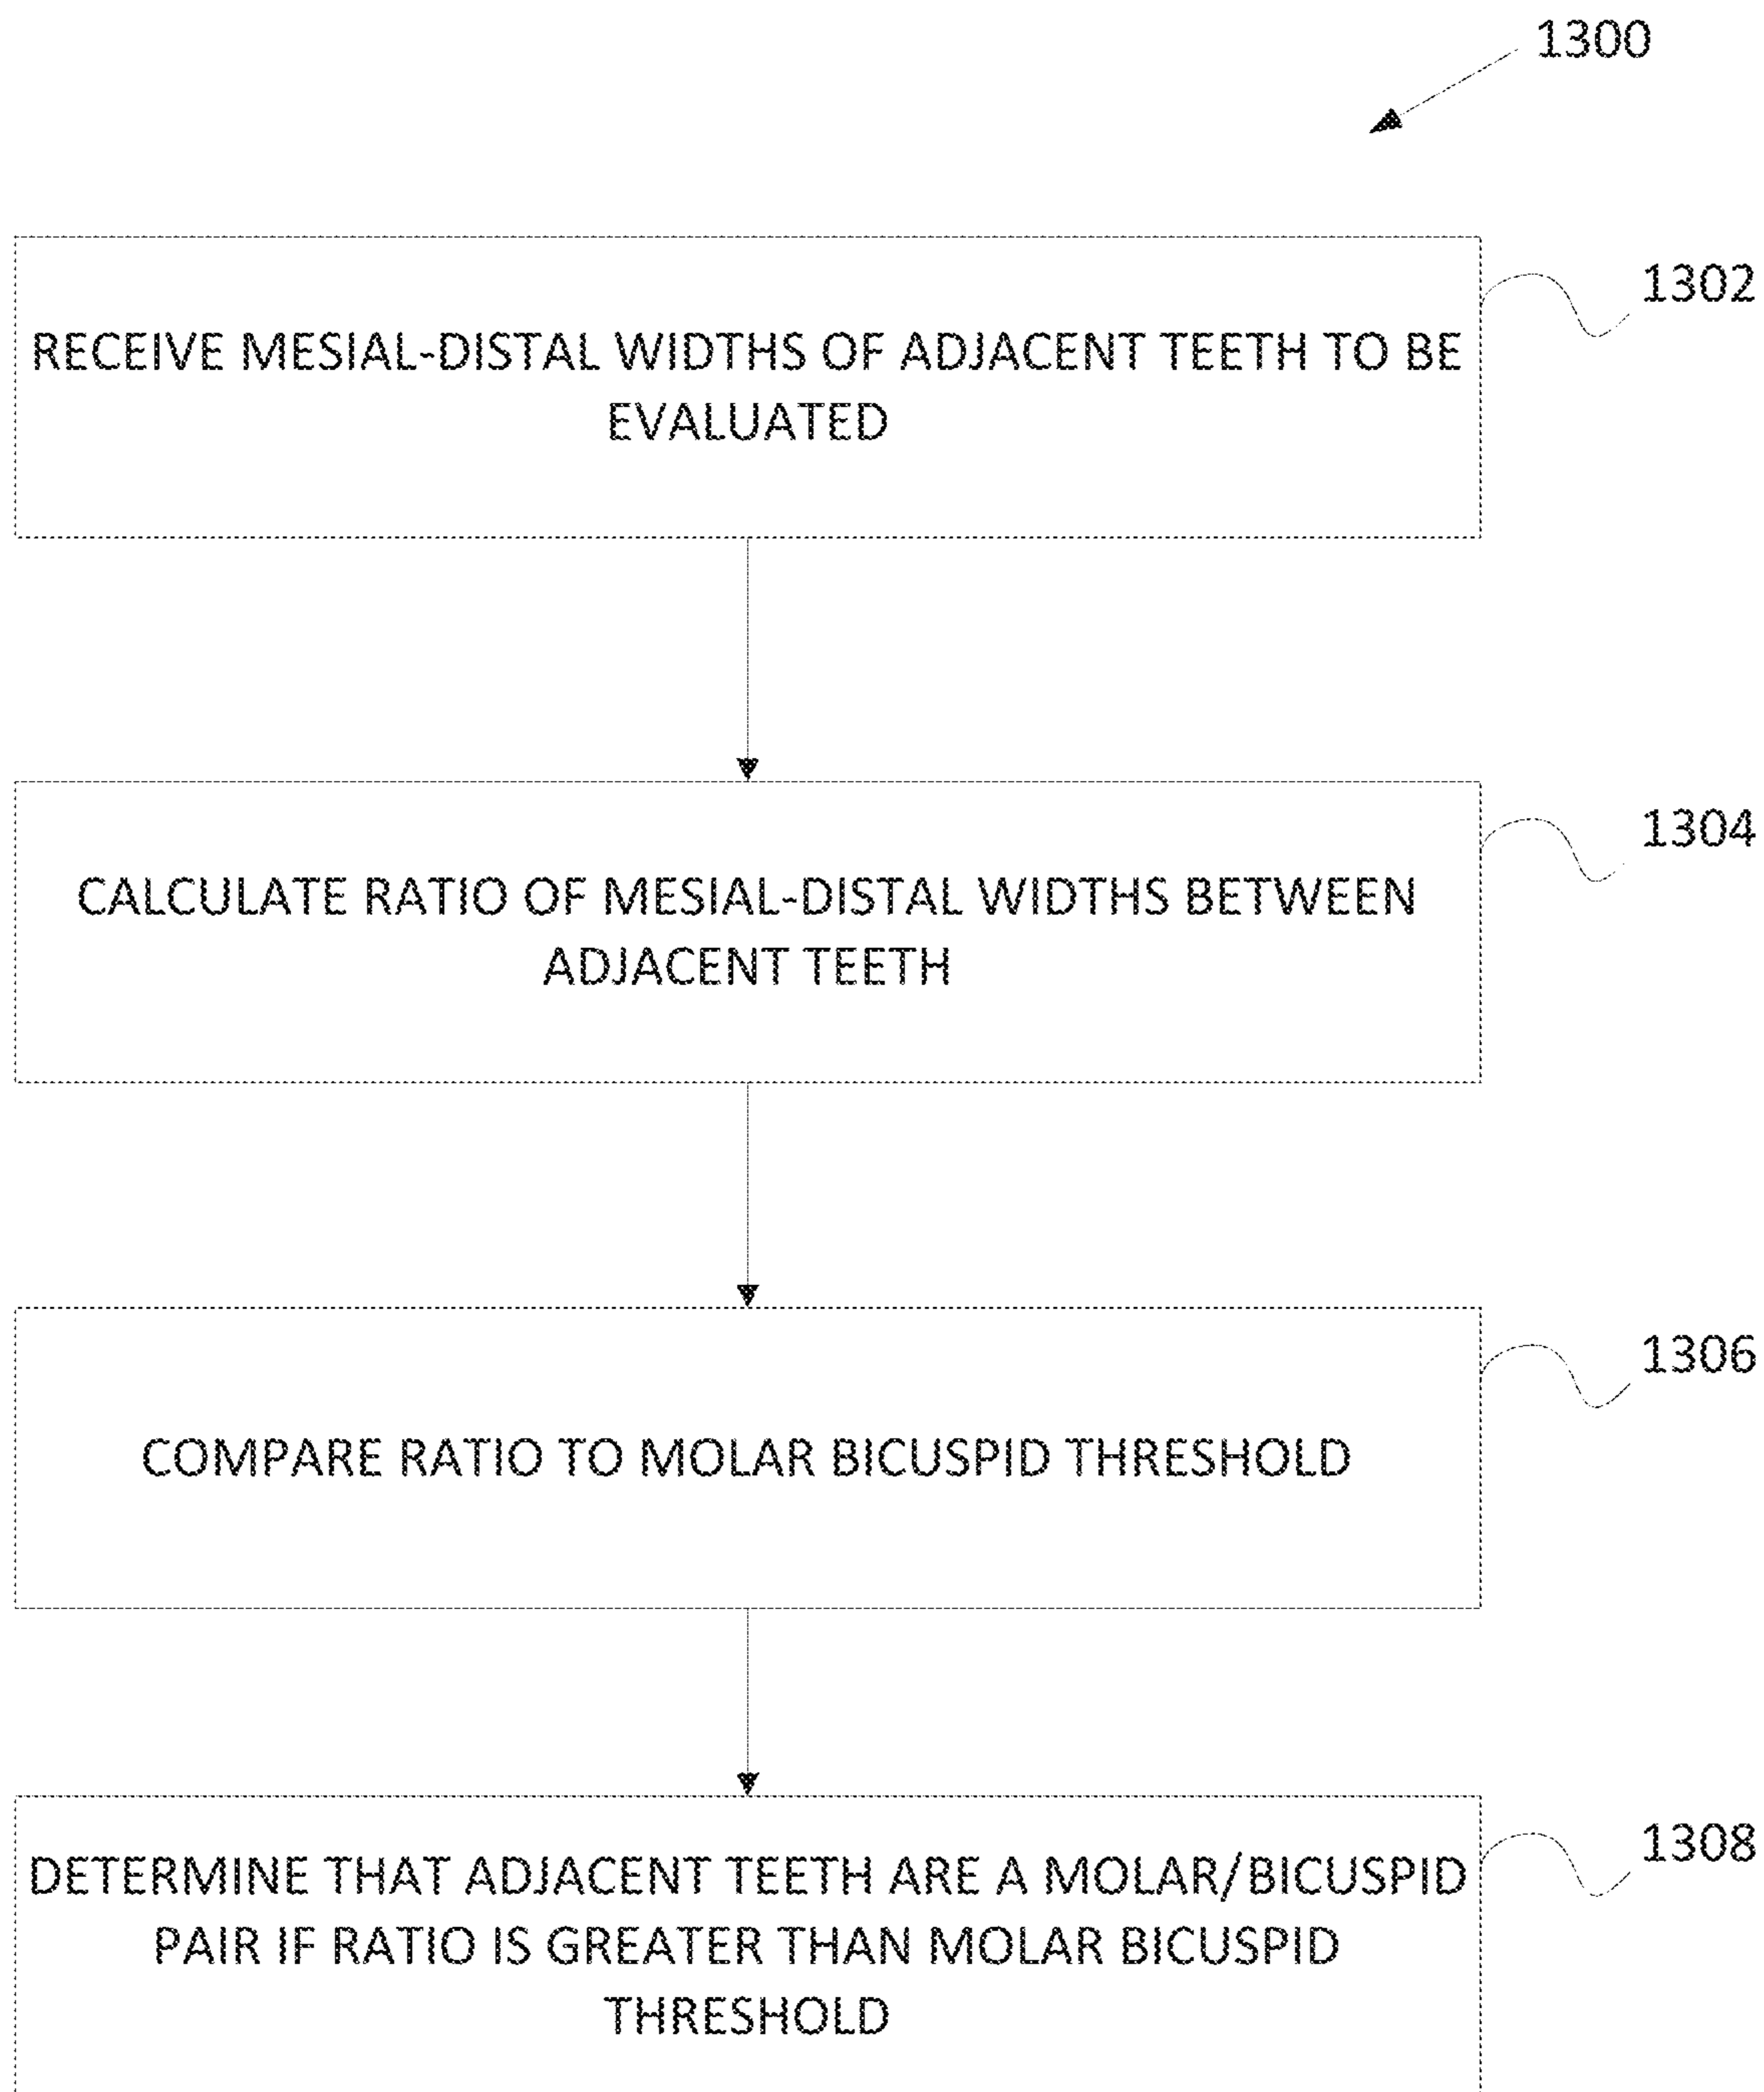 1300
RECEIVE MESIAL-DISTAL WIDTHS OF ADJACENT TEETH TO BE
EVALUATED
1302
CALCULATE RATIO OF MESIAL-DISTAL WIDTHS BETWEEN
ADJACENT TEETH
1304
COMPARE RATIO TO MOLAR BICUSPID THRESHOLD
1306
DETERMINE THAT ADJACENT TEETH ARE A MOLAR/BICUSPID
PAIR IF RATIO IS GREATER THAN MOLAR BICUSPID
THRESHOLD
1308